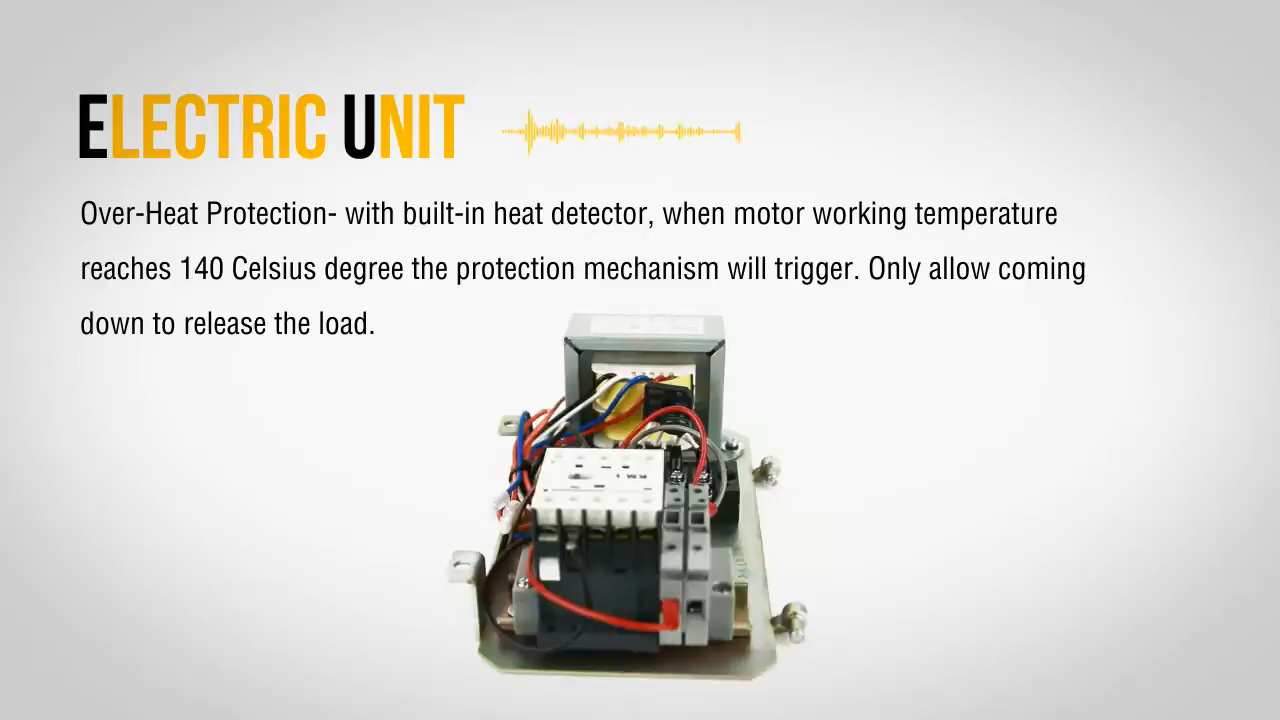 ELECTRIC UNIT
Over-Heat Protection- with built-in heat detector, when motor working temperature
reaches 140 Celsius degree the protection mechanism will trigger. Only allow coming
down to release the load.
KM1